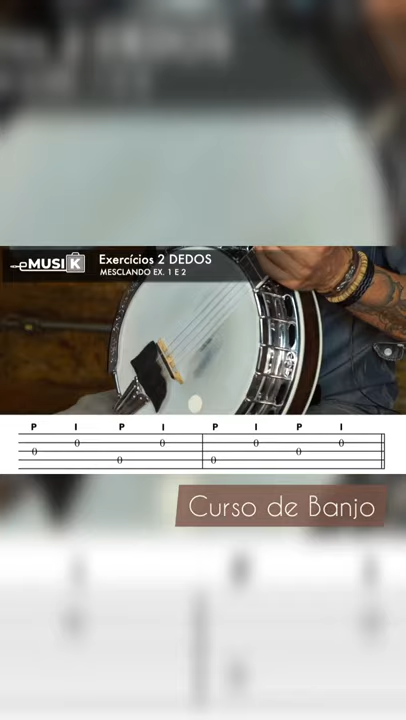 eMUSIK
Exercícios 2 DEDOS
MESCLANDO EX. 1 E 2
P I P I P I P I
0 0 0 0 0 0 0 0
Curso de Banjo